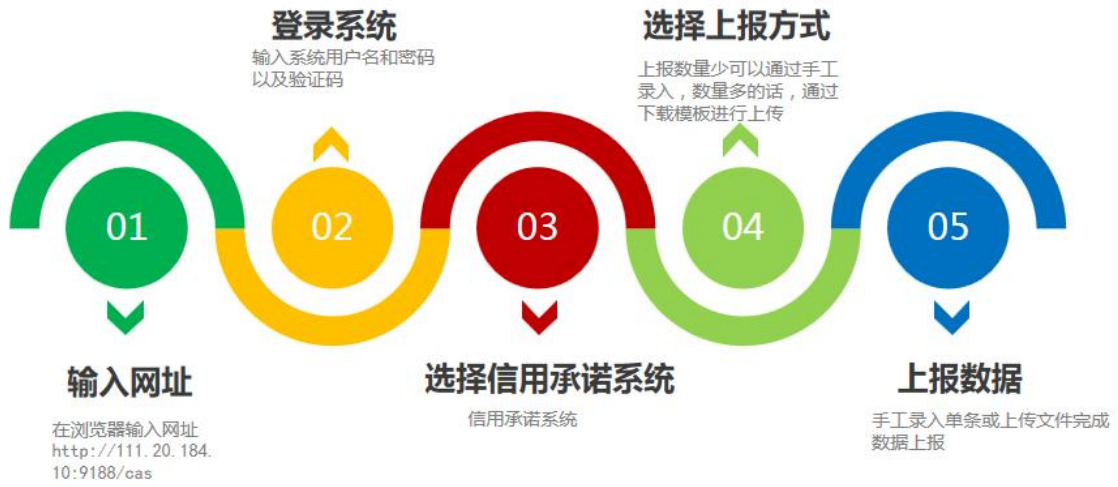 登录系统
输入系统用户名和密码
以及验证码
选择上报方式
上报数量少可以通过手工
录入，数量多的话，通过
下载模板进行上传
01
02
03
04
05
输入网址
在浏览器输入网址
http://111.20.184.
10:9188/cas
选择信用承诺系统
信用承诺系统
上报数据
手工录入单条或上传文件完成
数据上报